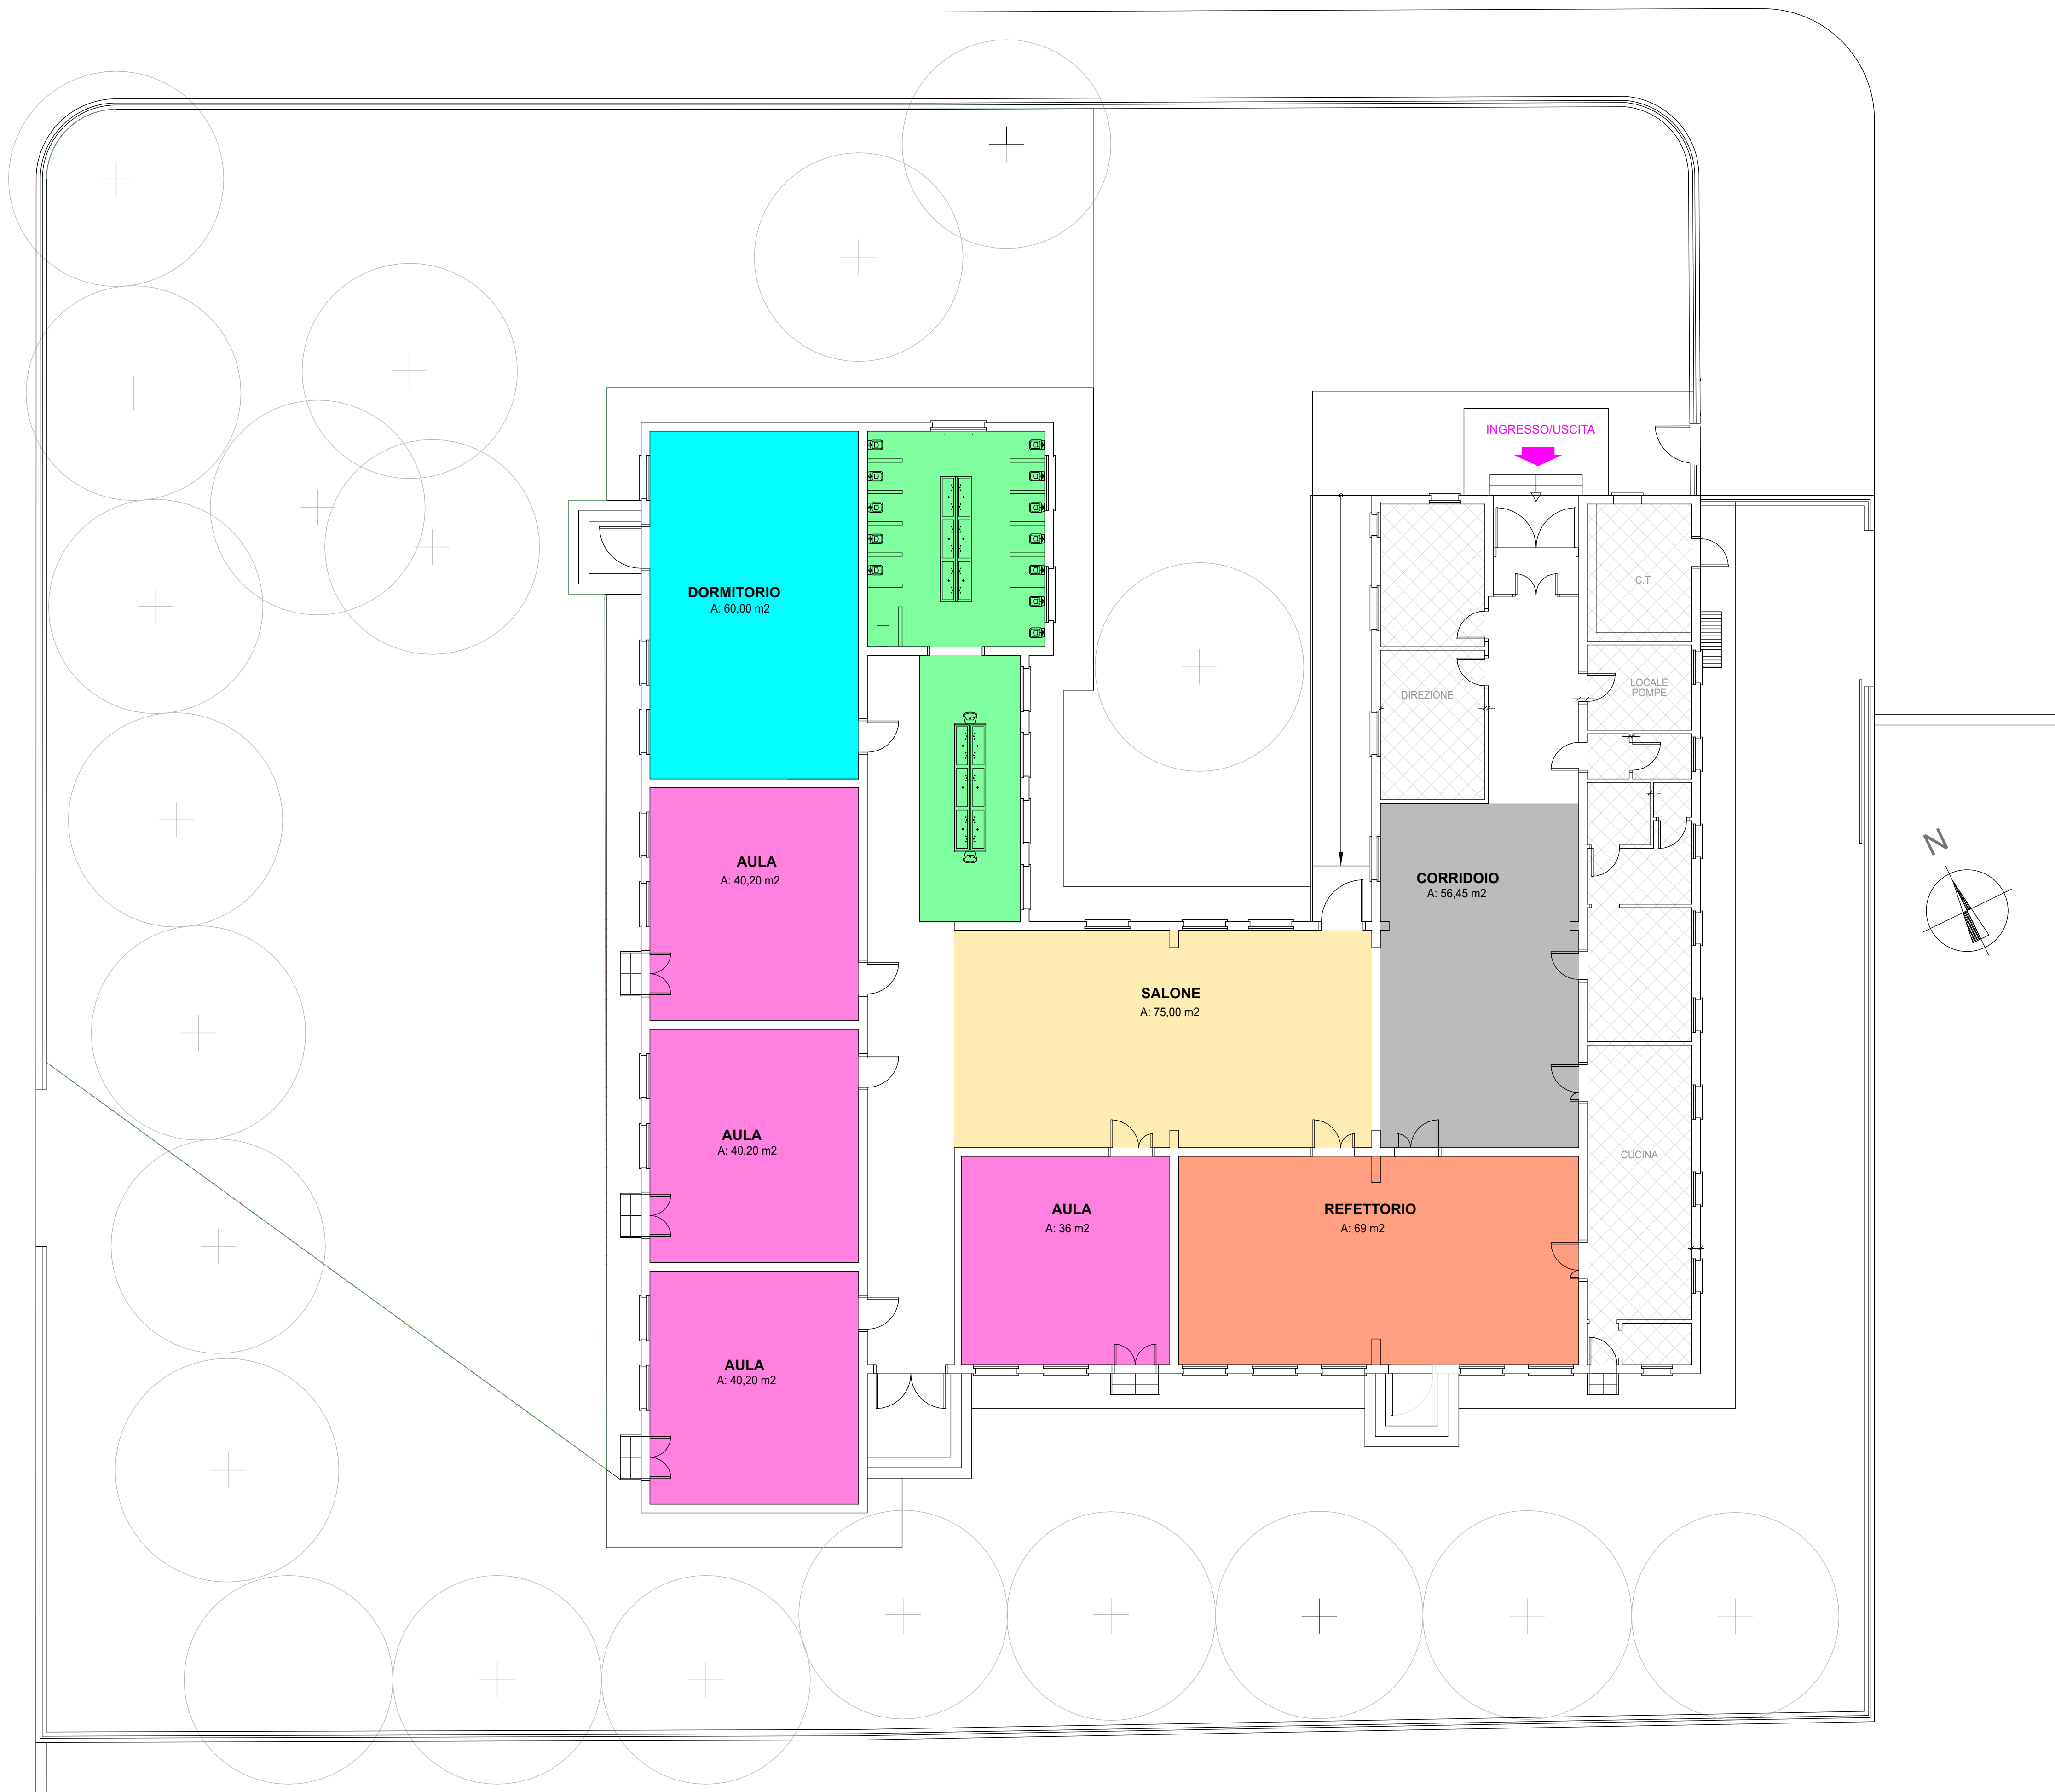 INGRESSO/USCITA
C.T.
DORMITORIO
A: 60,00 m2
DIREZIONE
LOCALE
POMPE
N
AULA
A: 40,20 m2
CORRIDOIO
A: 56,45 m2
SALONE
A: 75,00 m2
AULA
A: 40,20 m2
CUCINA
AULA
A: 36 m2
REFETTORIO
A: 69 m2
AULA
A: 40,20 m2